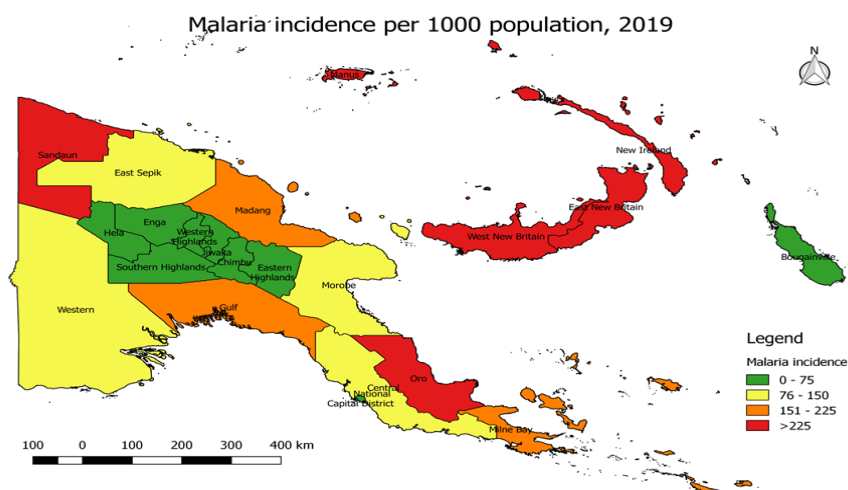 Malaria incidence per 1000 population, 2019
N
Manus
New Ireland
Sandaun
East Sepik
Madang
East New Britain
West New Britain
Enga
Hela
Western
Highlands
Jiwaka
Chimbu
Southern Highlands
Eastern
Highlands
Bougainville
Morobe
Western
Gulf
Oro
Central
National
Capital District
Milne Bay
Legend
Malaria incidence
0 - 75
76 - 150
151 - 225
>225
100 0 100 200 300 400 km